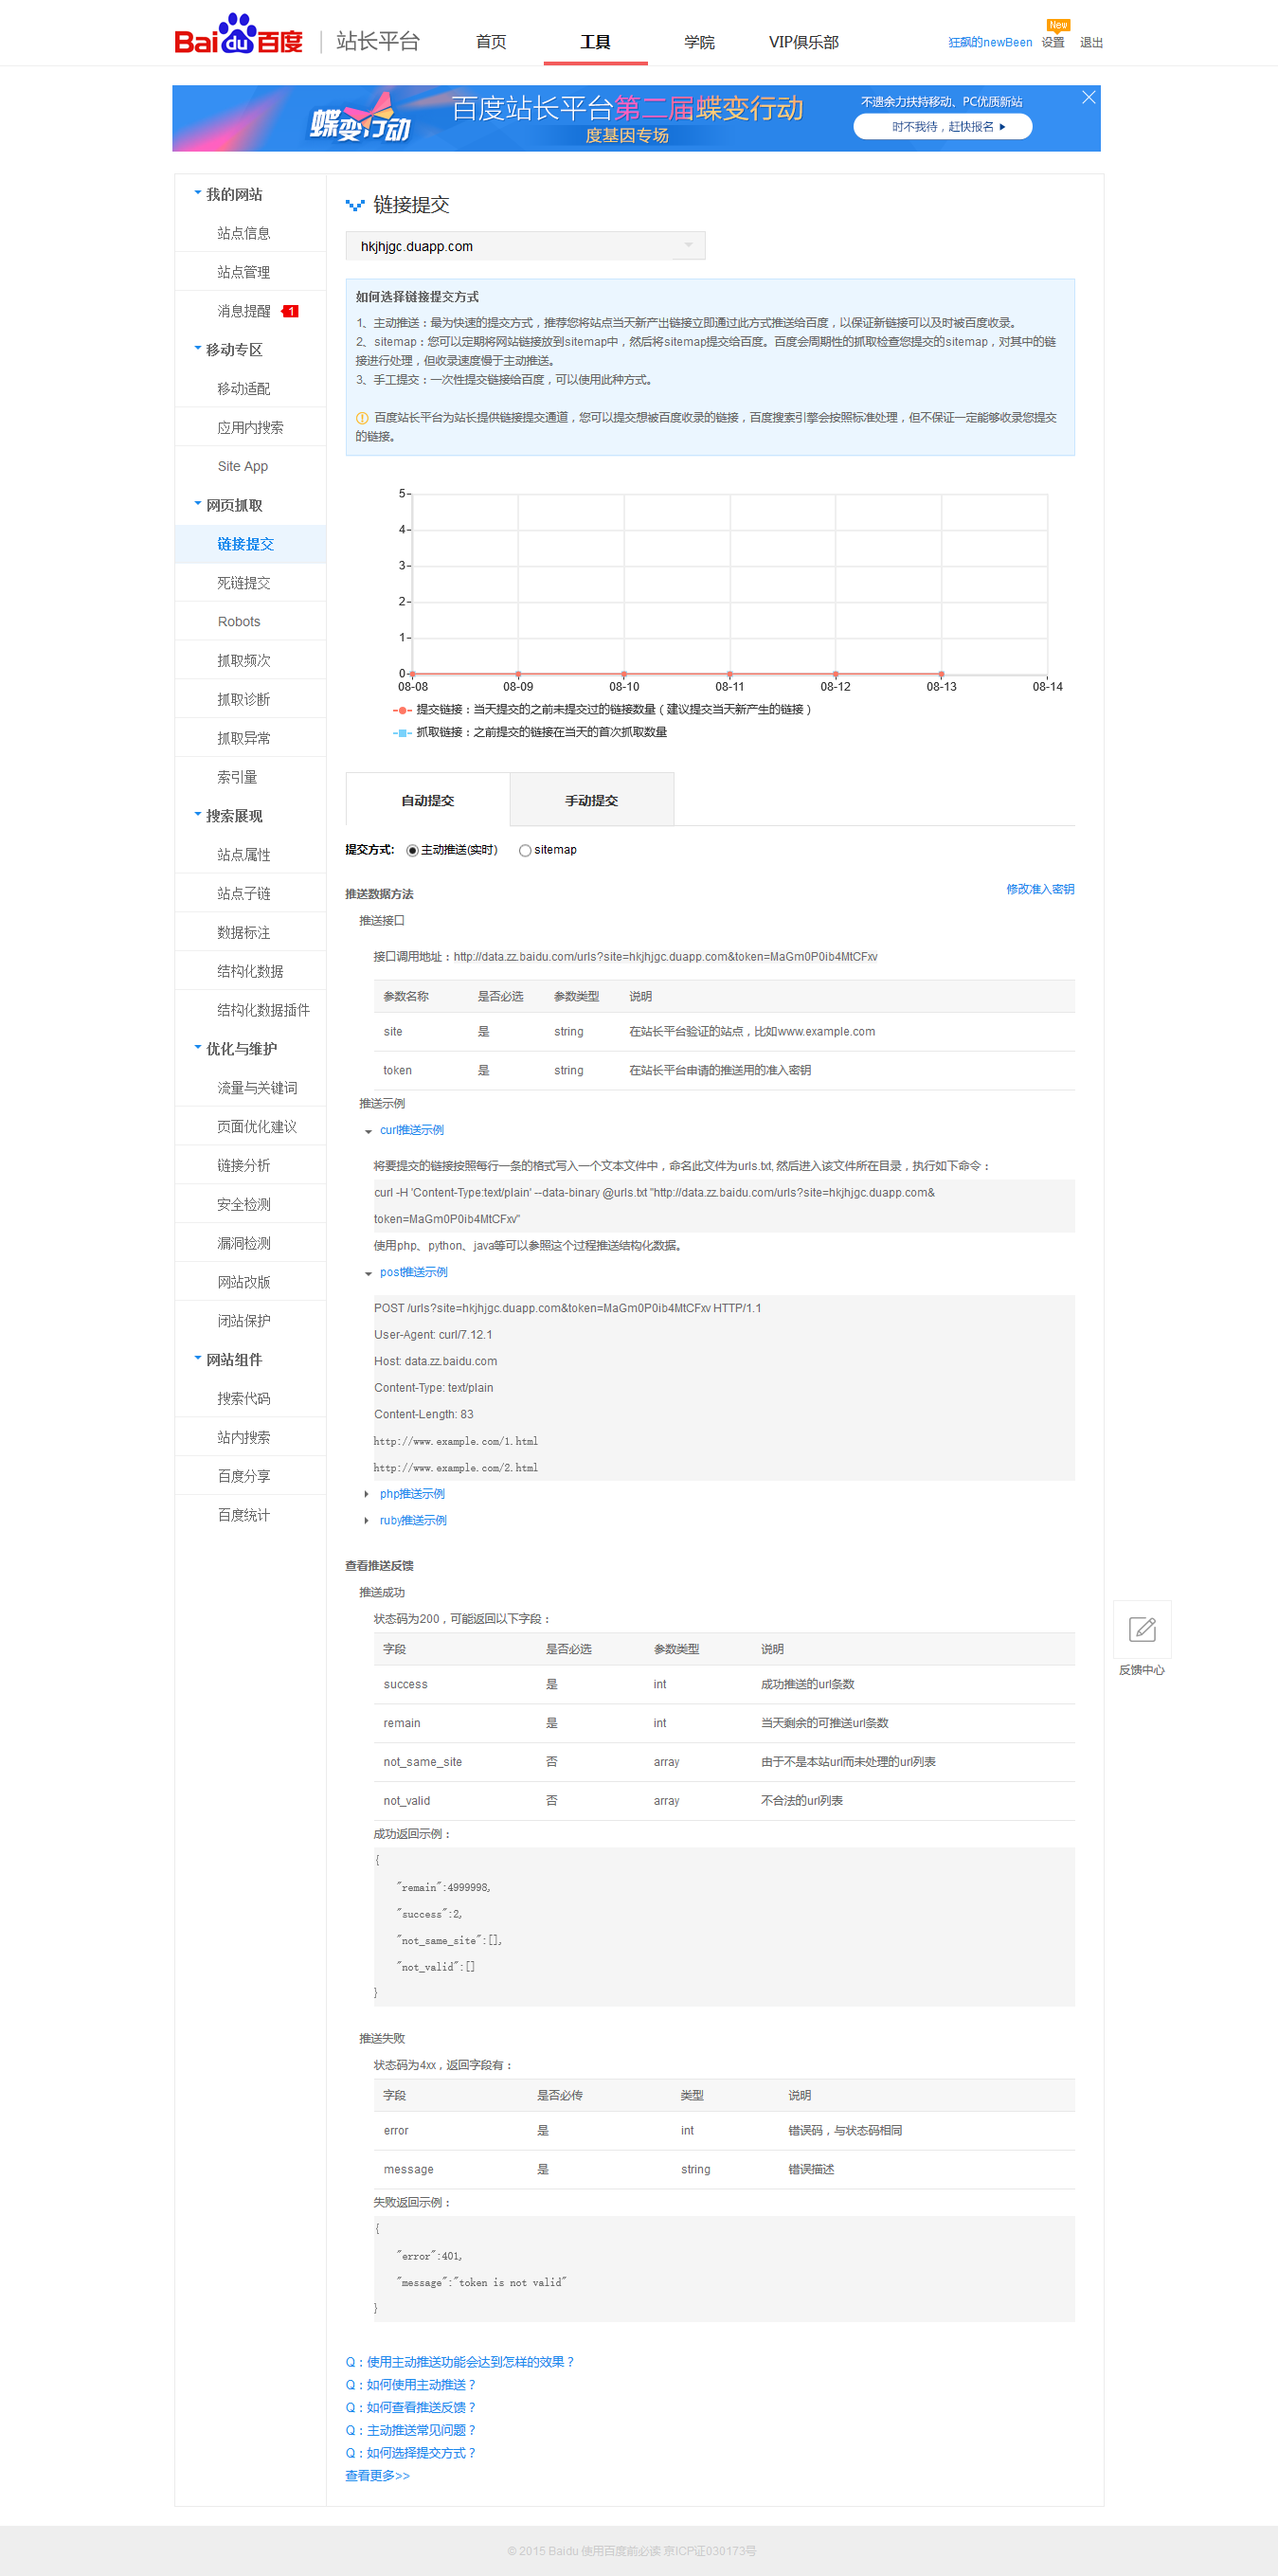 Bai du 百度 | 站长平台 首页 工具 学院 VIP俱乐部 狂飙的newBeen 设置 New 退出
蝶变行动 百度站长平台第二届蝶变行动
度基因专场
不遗余力扶持移动、PC优质新站
时不我待，赶快报名
我的网站
站点信息
站点管理
消息提醒 1
移动专区
移动适配
应用内搜索
Site App
网页抓取
链接提交
死链提交
Robots
抓取频次
抓取诊断
抓取异常
索引量
搜索展现
站点属性
站点子链
数据标注
结构化数据
结构化数据插件
优化与维护
流量与关键词
页面优化建议
链接分析
安全检测
漏洞检测
网站改版
闭站保护
网站组件
搜索代码
站内搜索
百度分享
百度统计
链接提交
hkjhjgc.duapp.com
如何选择链接提交方式
1、主动推送：最为快速的提交方式，推荐您将站点当天新产出链接立即通过此方式推送给百度，以保证新链接可以及时被百度收录。
2、sitemap：您可以定期将网站链接放到sitemap中，然后将sitemap提交给百度。百度会周期性的抓取检查您提交的sitemap，对其中的链
接进行处理，但收录速度慢于主动推送。
3、手工提交：一次性提交链接给百度，可以使用此种方式。
百度站长平台为站长提供链接提交通道，您可以提交想被百度收录的链接，百度搜索引擎会按照标准处理，但不保证一定能够收录您提交
的链接。
5
4
3
2
1
0
08-08 08-09 08-10 08-11 08-12 08-13 08-14
提交链接：当天提交的之前未提交过的链接数量（建议提交当天新产生的链接）
抓取链接：之前提交的链接在当天的首次抓取数量
自动提交 手动提交
提交方式: 主动推送(实时) sitemap
推送数据方法 修改准入密钥
推送接口
接口调用地址：http://data.zz.baidu.com/urls?site=hkjhjgc.duapp.com&token=MaGm0P0ib4MtCFxv
参数名称 是否必选 参数类型 说明
site 是 string 在站长平台验证的站点，比如www.example.com
token 是 string 在站长平台申请的推送用的准入密钥
推送示例
curl推送示例
将要提交的链接按照每行一条的格式写入一个文本文件中，命名此文件为urls.txt, 然后进入该文件所在目录，执行如下命令：
curl -H 'Content-Type:text/plain' --data-binary @urls.txt "http://data.zz.baidu.com/urls?site=hkjhjgc.duapp.com&
token=MaGm0P0ib4MtCFxv"
使用php、python、java等可以参照这个过程推送结构化数据。
post推送示例
POST /urls?site=hkjhjgc.duapp.com&token=MaGm0P0ib4MtCFxv HTTP/1.1
User-Agent: curl/7.12.1
Host: data.zz.baidu.com
Content-Type: text/plain
Content-Length: 83
http://www.example.com/1.html
http://www.example.com/2.html
php推送示例
ruby推送示例
查看推送反馈
推送成功
状态码为200，可能返回以下字段：
字段 是否必选 参数类型 说明
success 是 int 成功推送的url条数
remain 是 int 当天剩余的可推送url条数
not_same_site 否 array 由于不是本站url而未处理的url列表
not_valid 否 array 不合法的url列表
成功返回示例：
{
"remain":4999998,
"success":2,
"not_same_site":[],
"not_valid":[]
}
推送失败
状态码为4xx，返回字段有：
字段 是否必传 类型 说明
error 是 int 错误码，与状态码相同
message 是 string 错误描述
失败返回示例：
{
"error":401,
"message":"token is not valid"
}
Q：使用主动推送功能会达到怎样的效果？
Q：如何使用主动推送？
Q：如何查看推送反馈？
Q：主动推送常见问题？
Q：如何选择提交方式？
查看更多>>
反馈中心
© 2015 Baidu 使用百度前必读 京ICP证030173号